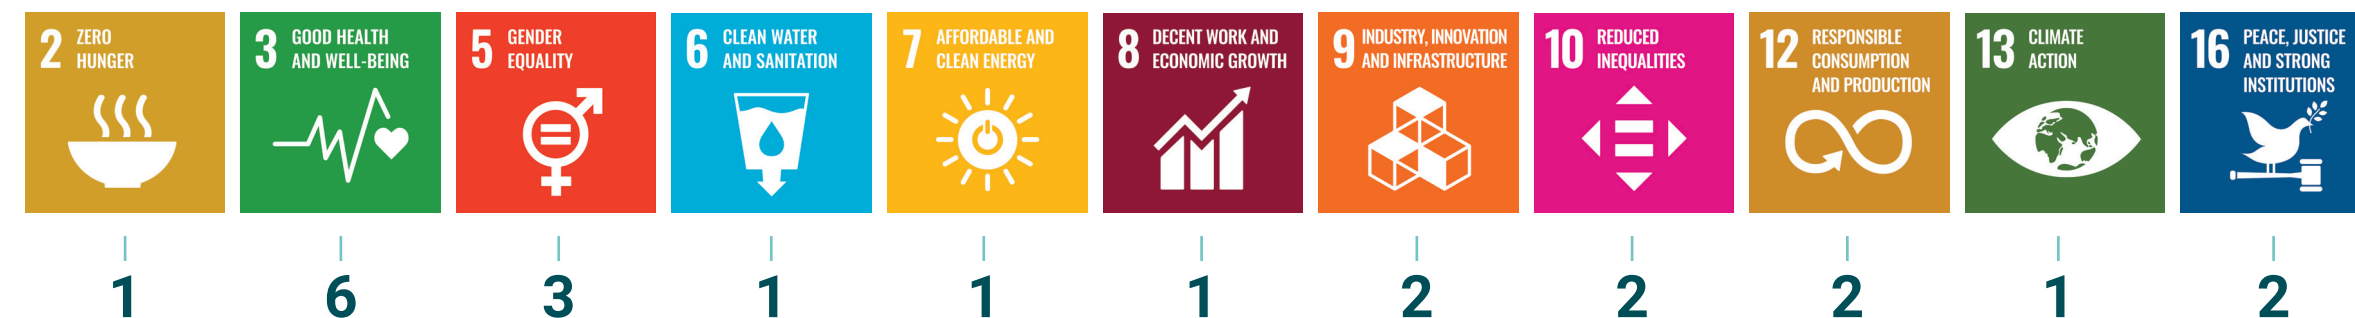 2 ZERO
HUNGER
3 GOOD HEALTH
AND WELL-BEING
5 GENDER
EQUALITY
6 CLEAN WATER
AND SANITATION
7 AFFORDABLE AND
CLEAN ENERGY
8 DECENT WORK AND
ECONOMIC GROWTH
9 INDUSTRY, INNOVATION
AND INFRASTRUCTURE
10 REDUCED
INEQUALITIES
12 RESPONSIBLE
CONSUMPTION
AND PRODUCTION
13 CLIMATE
ACTION
16 PEACE, JUSTICE
AND STRONG
INSTITUTIONS
1 6 3 1 1 1 2 2 2 1 2